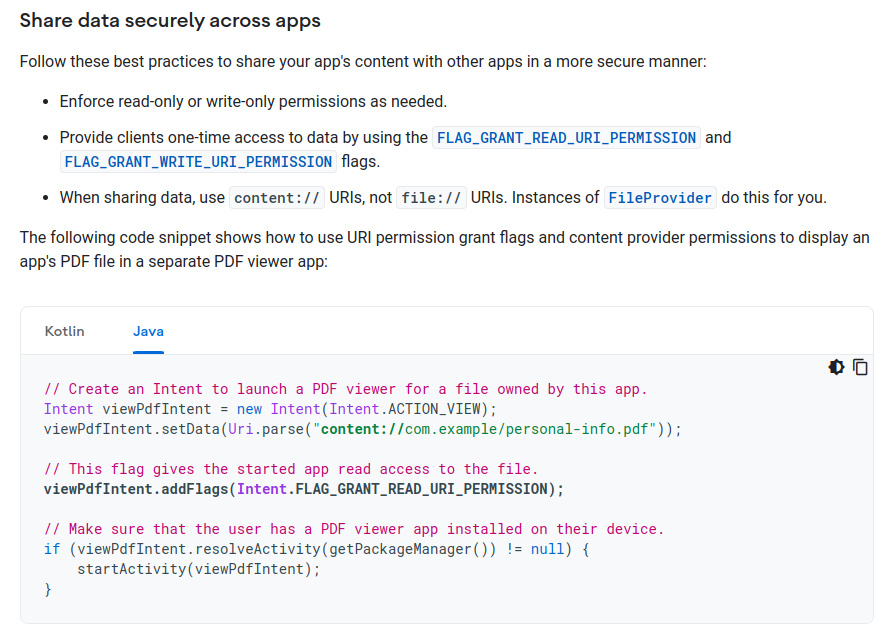 Share data securely across apps
Follow these best practices to share your app's content with other apps in a more secure manner:
• Enforce read-only or write-only permissions as needed.
• Provide clients one-time access to data by using the FLAG_GRANT_READ_URI_PERMISSION and
FLAG_GRANT_WRITE_URI_PERMISSION flags.
• When sharing data, use content:// URIs, not file:// URIs. Instances of FileProvider do this for you.
The following code snippet shows how to use URI permission grant flags and content provider permissions to display an
app's PDF file in a separate PDF viewer app:
Kotlin Java
// Create an Intent to launch a PDF viewer for a file owned by this app.
Intent viewPdfIntent = new Intent(Intent.ACTION_VIEW);
viewPdfIntent.setData(Uri.parse("content://com.example/personal-info.pdf"));
// This flag gives the started app read access to the file.
viewPdfIntent.addFlags(Intent.FLAG_GRANT_READ_URI_PERMISSION);
// Make sure that the user has a PDF viewer app installed on their device.
if (viewPdfIntent.resolveActivity(getPackageManager()) != null) {
    startActivity(viewPdfIntent);
}